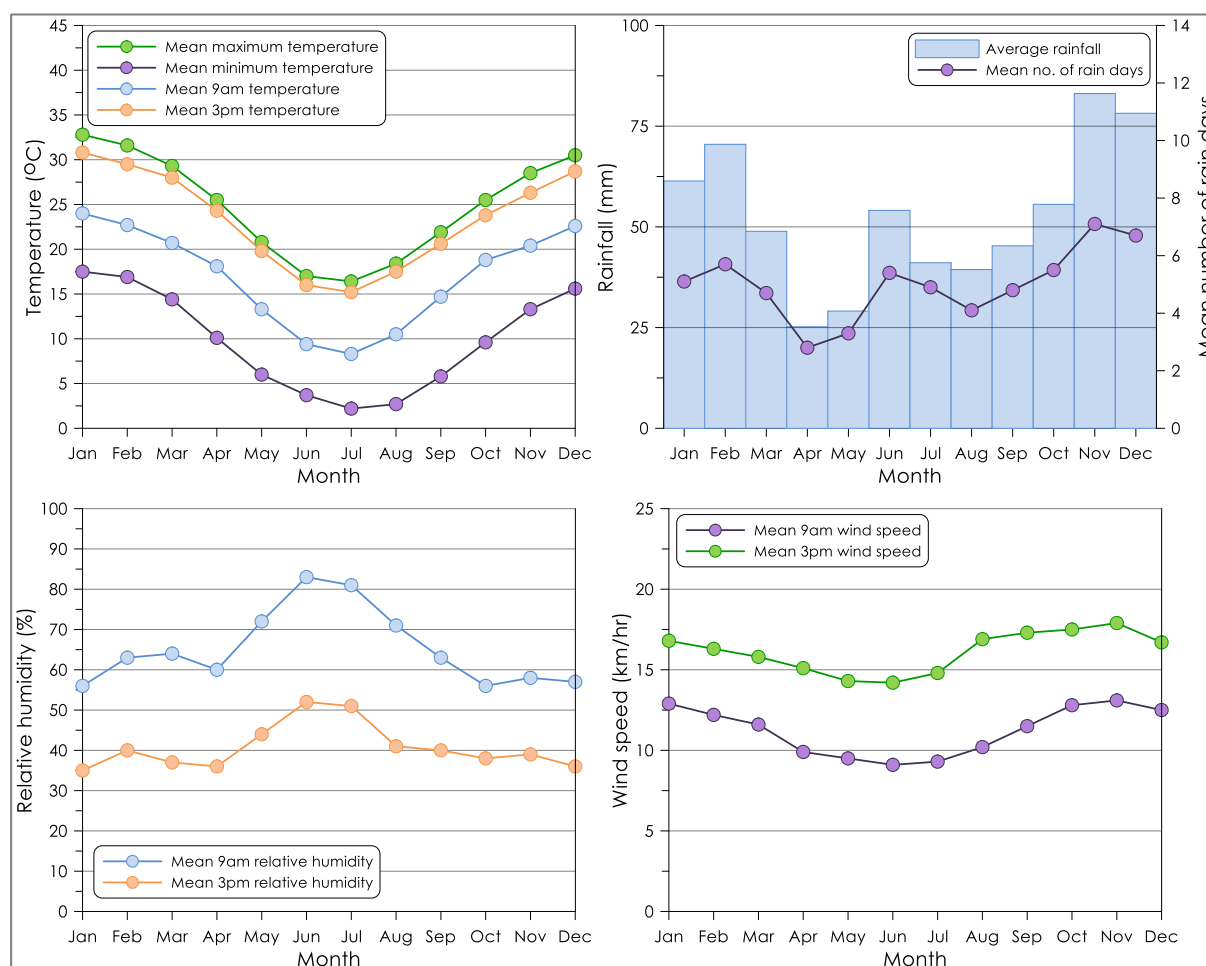 45
40
35
30
25
20
15
10
5
0
Temperature (°C)
Mean maximum temperature
Mean minimum temperature
Mean 9am temperature
Mean 3pm temperature
Jan Feb Mar Apr May Jun Jul Aug Sep Oct Nov Dec
Month
100
75
50
25
0
Rainfall (mm)
Average rainfall
Mean no. of rain days
14
12
10
8
6
4
2
0
Mean number of rain days
Jan Feb Mar Apr May Jun Jul Aug Sep Oct Nov Dec
Month
100
90
80
70
60
50
40
30
20
10
0
Relative humidity (%)
Mean 9am relative humidity
Mean 3pm relative humidity
Jan Feb Mar Apr May Jun Jul Aug Sep Oct Nov Dec
Month
25
20
15
10
5
0
Wind speed (km/hr)
Mean 9am wind speed
Mean 3pm wind speed
Jan Feb Mar Apr May Jun Jul Aug Sep Oct Nov Dec
Month